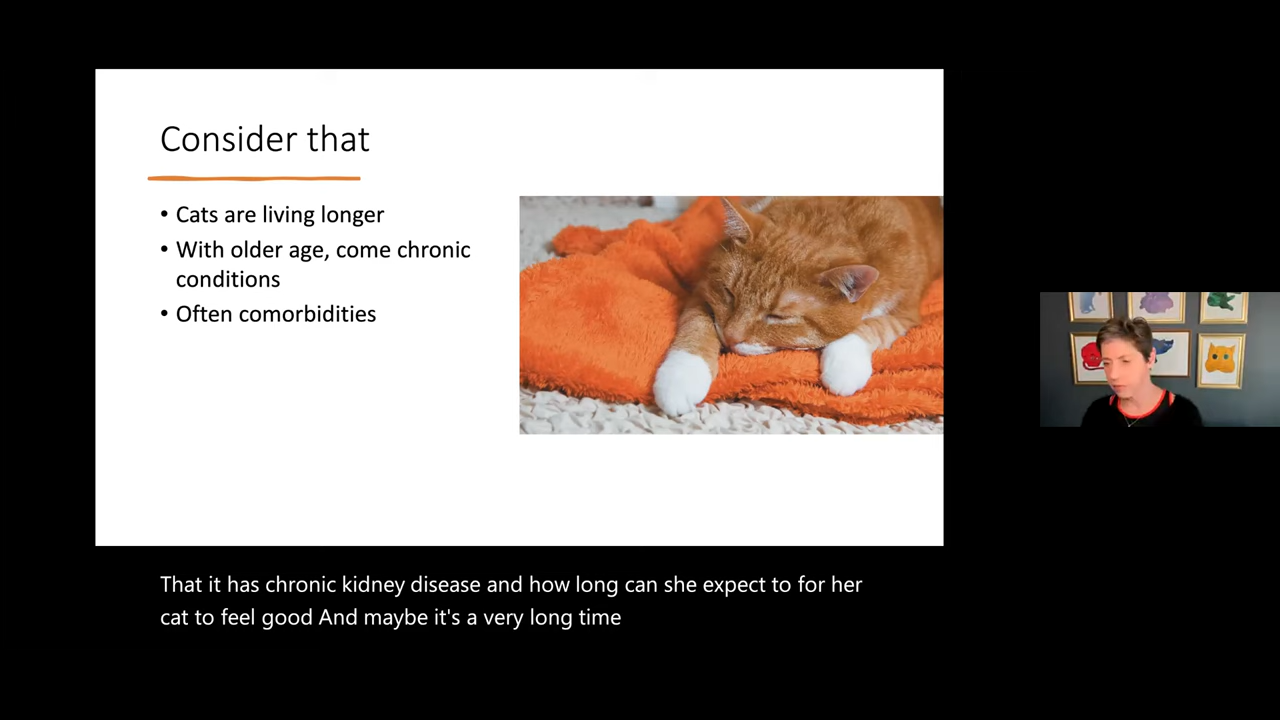 Consider that
• Cats are living longer
• With older age, come chronic
conditions
• Often comorbidities
That it has chronic kidney disease and how long can she expect to for her
cat to feel good And maybe it's a very long time